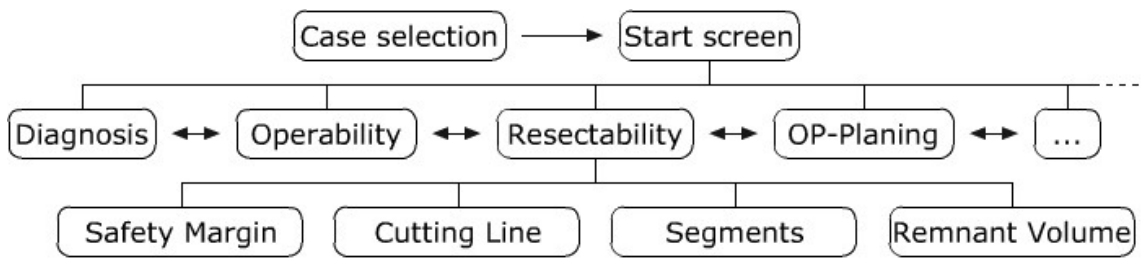 Case selection Start screen
Diagnosis Operability Resectability OP-Planing ...
Safety Margin Cutting Line Segments Remnant Volume